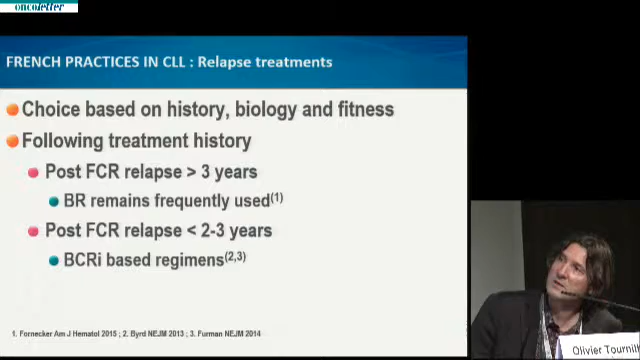 oncoletter
FRENCH PRACTICES IN CLL : Relapse treatments
Choice based on history, biology and fitness
Following treatment history
Post FCR relapse > 3 years
BR remains frequently used(1)
Post FCR relapse < 2-3 years
BCRi based regimens(2,3)
1. Fornecker Am J Hematol 2015 ; 2. Byrd NEJM 2013 ; 3. Furman NEJM 2014
Olivier Tournill